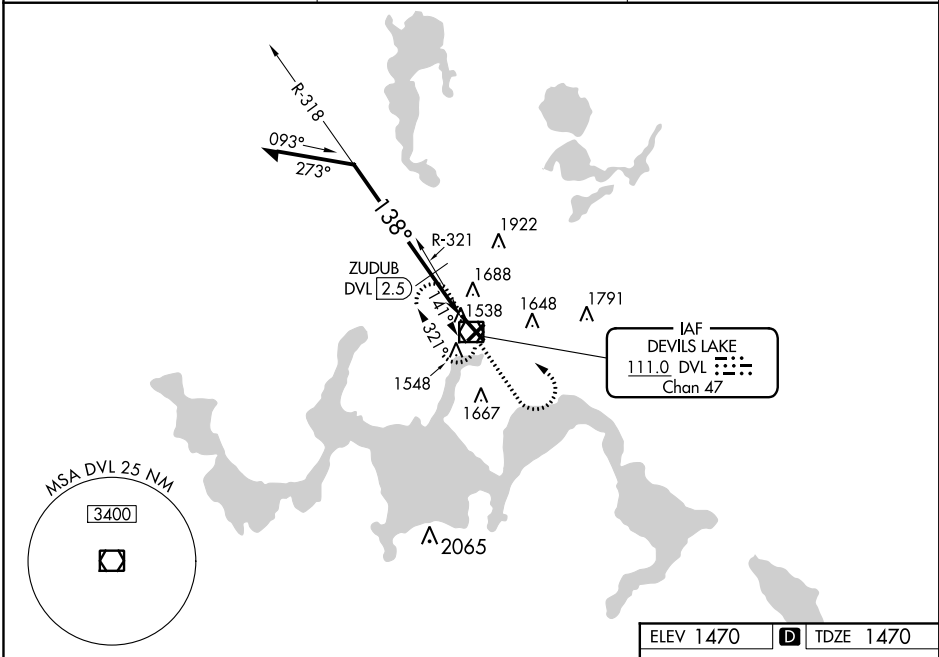 R-318
093°
273°
138°
R-321
1922
ZUDUB
DVL 2.5
1688
141°
321°
1538
1648
1791
1548
1667
IAF
DEVILS LAKE
111.0 DVL
Chan 47
MSA DVL 25 NM
3400
2065
ELEV 1470 D TDZE 1470